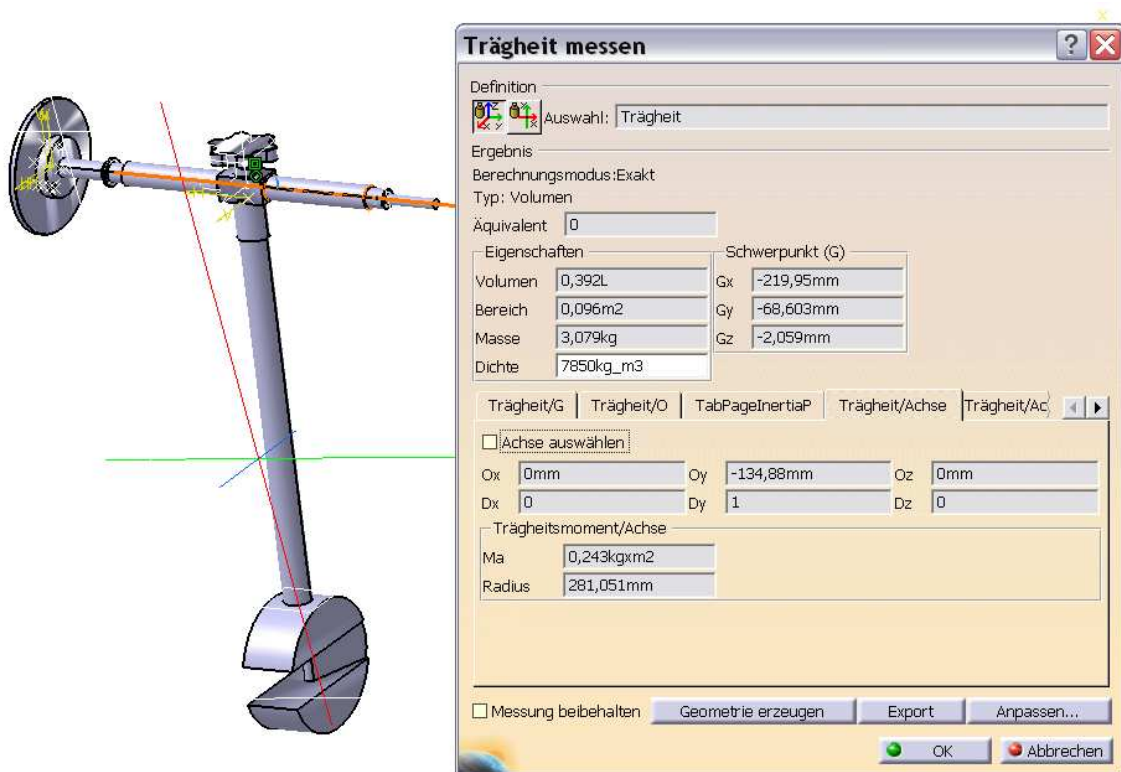 Trägheit messen
Definition
Auswahl: Trägheit
Ergebnis
Berechnungsmodus:Exakt
Typ: Volumen
Äquivalent 0
Eigenschaften Schwerpunkt (G)
Volumen 0,392L Gx -219,95mm
Bereich 0,096m2 Gy -68,603mm
Masse 3,079kg Gz -2,059mm
Dichte 7850kg_m3
Trägheit/G Trägheit/O TabPageInertiaP Trägheit/Achse Trägheit/Ac
Achse auswählen
Ox 0mm Oy -134,88mm Oz 0mm
Dx 0 Dy 1 Dz 0
Trägheitsmoment/Achse
Ma 0,243kgxm2
Radius 281,051mm
Messung beibehalten Geometrie erzeugen Export Anpassen...
OK Abbrechen